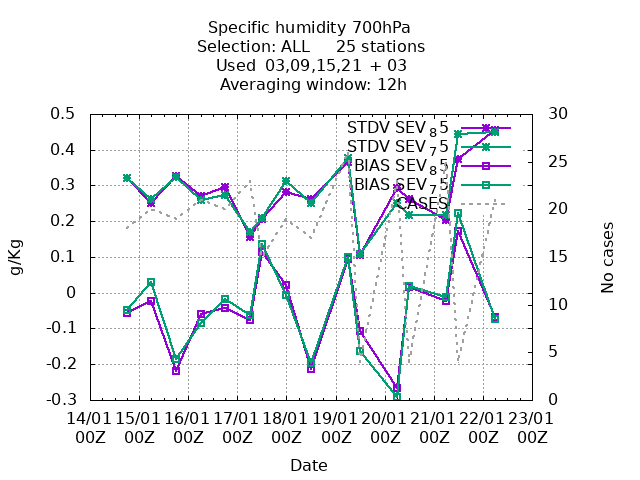 Specific humidity 700hPa
Selection: ALL 25 stations
Used 03,09,15,21 + 03
Averaging window: 12h
g/Kg
0.5
0.4
0.3
0.2
0.1
0
-0.1
-0.2
-0.3
STDV SEV_8 5
STDV SEV_7 5
BIAS SEV_8 5
BIAS SEV_7 5
CASES
30
25
20
15
10
5
0
No cases
14/01 15/01 16/01 17/01 18/01 19/01 20/01 21/01 22/01 23/01
00Z 00Z 00Z 00Z 00Z 00Z 00Z 00Z 00Z 00Z
Date